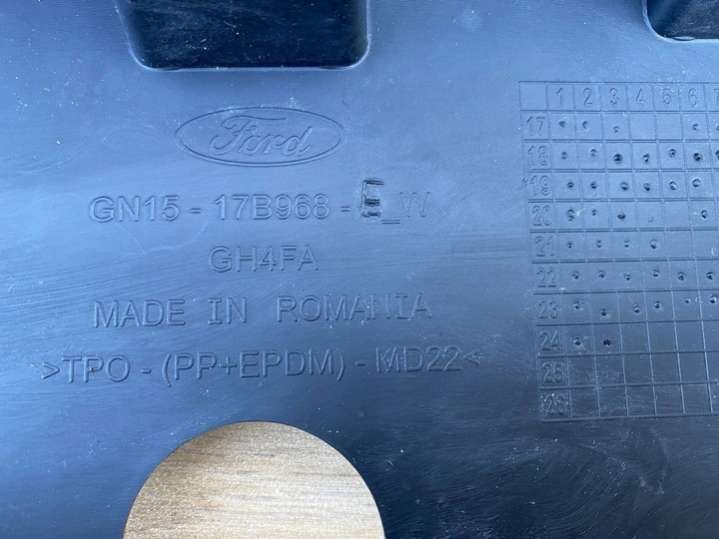 Ford
GN15 - 17B968 - E_W
GH4FA
MADE IN ROMANIA
>TPO - (PP+EPDM) - MD22<
1 2 3 4 5 6 7
17
18
19
20
21
22
23
24
25
26